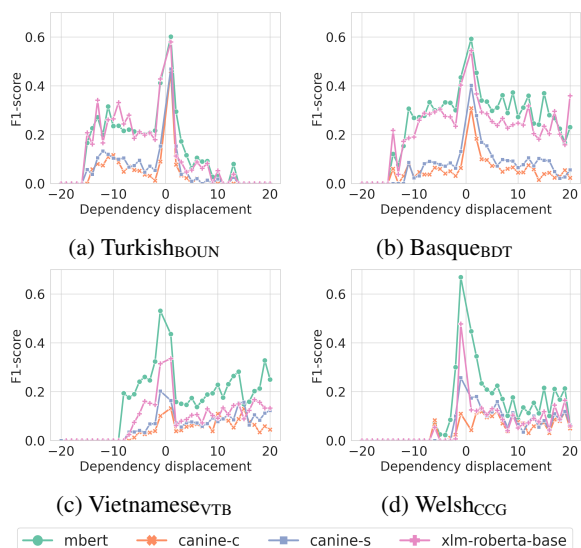 0.6
0.4
0.2
0.0
F1-score
−20 −10 0 10 20
Dependency displacement
(a) TurkishBOUN
0.6
0.4
0.2
0.0
F1-score
−20 −10 0 10 20
Dependency displacement
(b) BasqueBDT
0.6
0.4
0.2
0.0
F1-score
−20 −10 0 10 20
Dependency displacement
(c) VietnameseVTB
0.6
0.4
0.2
0.0
F1-score
−20 −10 0 10 20
Dependency displacement
(d) WelshCCG
mbert canine-c canine-s xlm-roberta-base